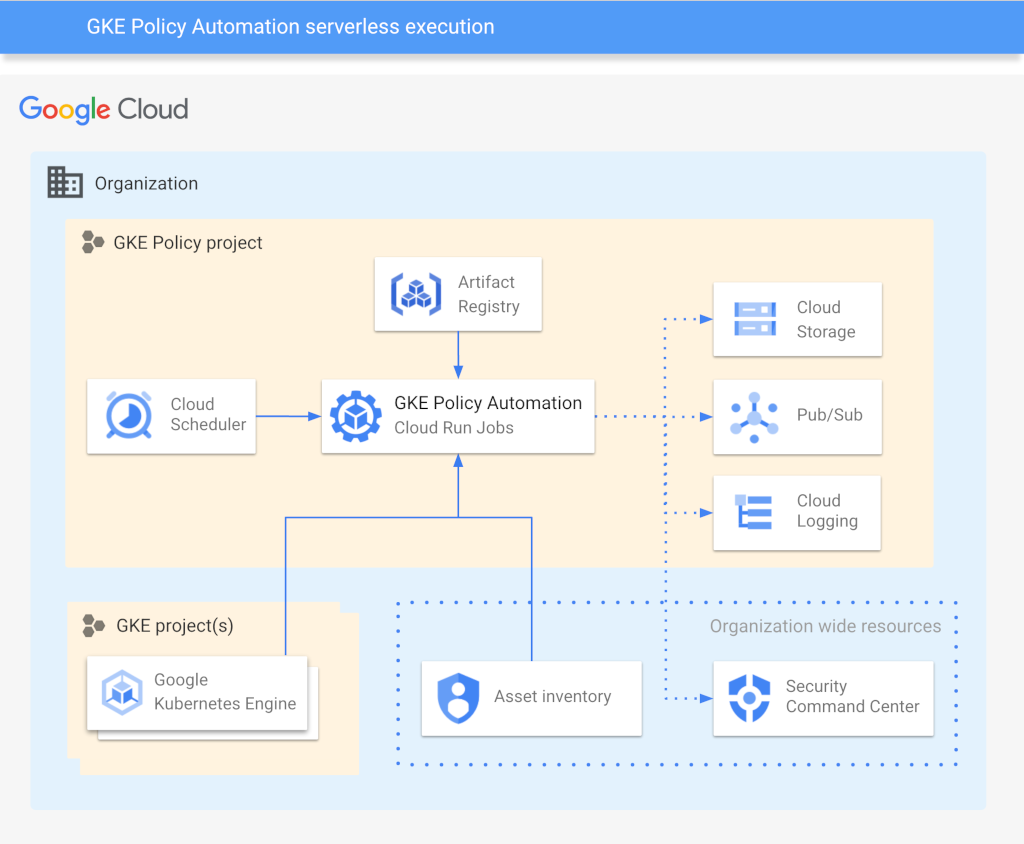 GKE Policy Automation serverless execution
Google Cloud
Organization
GKE Policy project
Artifact
Registry
Cloud
Storage
Cloud
Scheduler
GKE Policy Automation
Cloud Run Jobs
Pub/Sub
Cloud
Logging
GKE project(s)
Google
Kubernetes Engine
Organization wide resources
Asset inventory
Security
Command Center